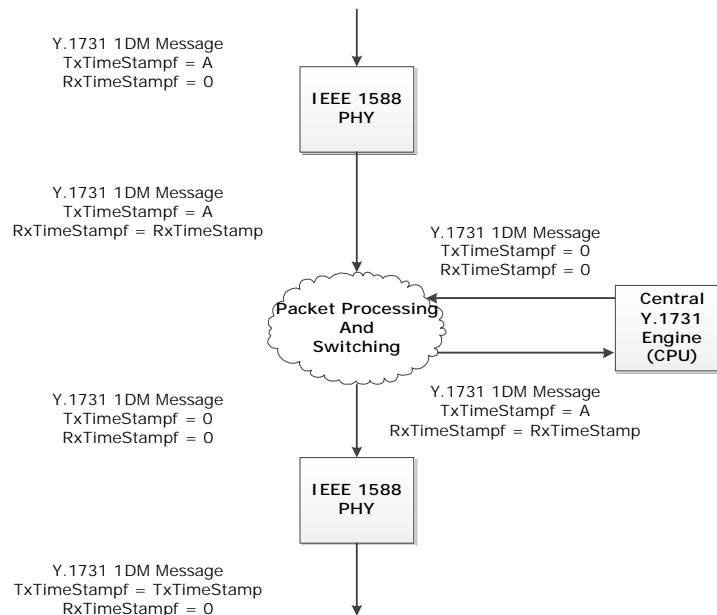 Y.1731 1DM Message
TxTimeStampf = A
RxTimeStampf = 0
IEEE 1588
PHY
Y.1731 1DM Message
TxTimeStampf = A
RxTimeStampf = RxTimeStamp
Y.1731 1DM Message
TxTimeStampf = 0
RxTimeStampf = 0
Packet Processing
And
Switching
Central
Y.1731
Engine
(CPU)
Y.1731 1DM Message
TxTimeStampf = 0
RxTimeStampf = 0
Y.1731 1DM Message
TxTimeStampf = A
RxTimeStampf = RxTimeStamp
IEEE 1588
PHY
Y.1731 1DM Message
TxTimeStampf = TxTimeStamp
RxTimeStampf = 0